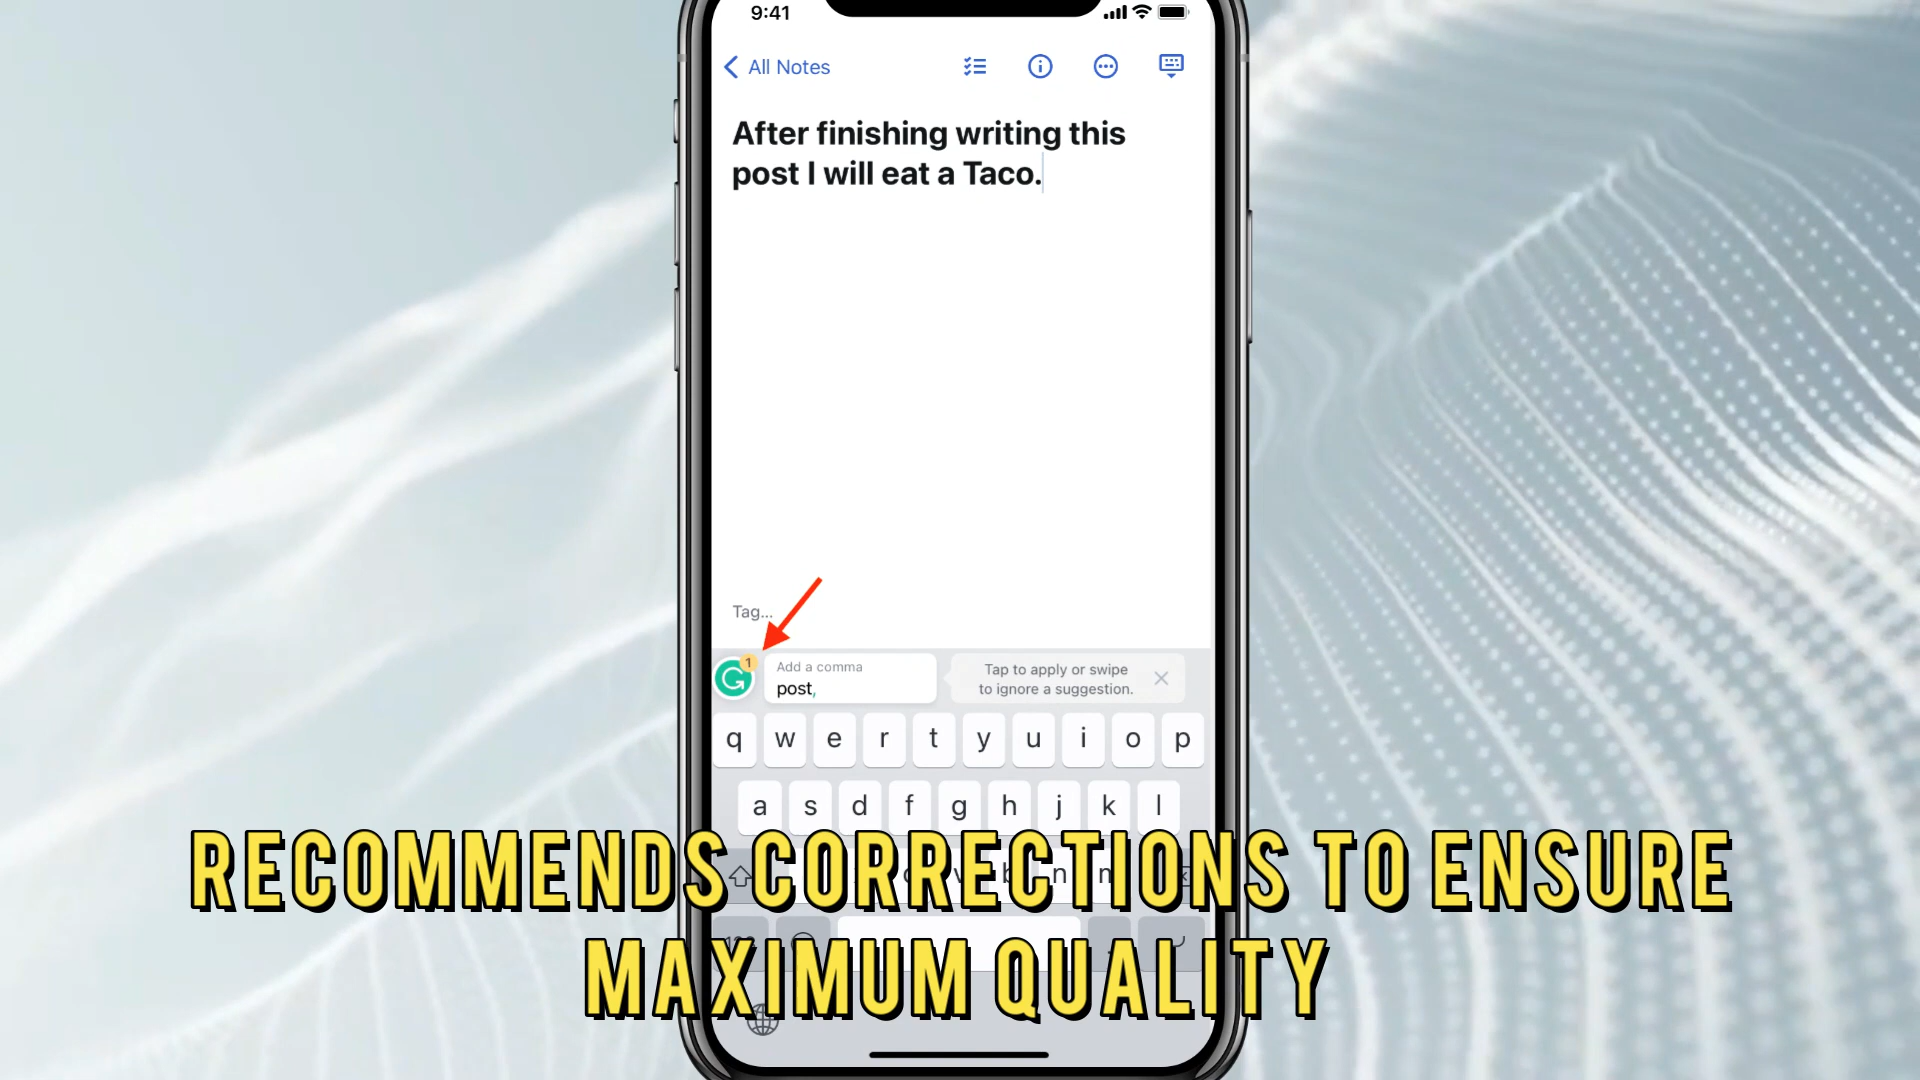 9:41
All Notes
After finishing writing this
post I will eat a Taco.
Tag...
1
Add a comma
post,
Tap to apply or swipe
to ignore a suggestion.
q w e r t y u i o p
a s d f g h j k l
RECOMMENDS CORRECTIONS TO ENSURE
MAXIMUM QUALITY